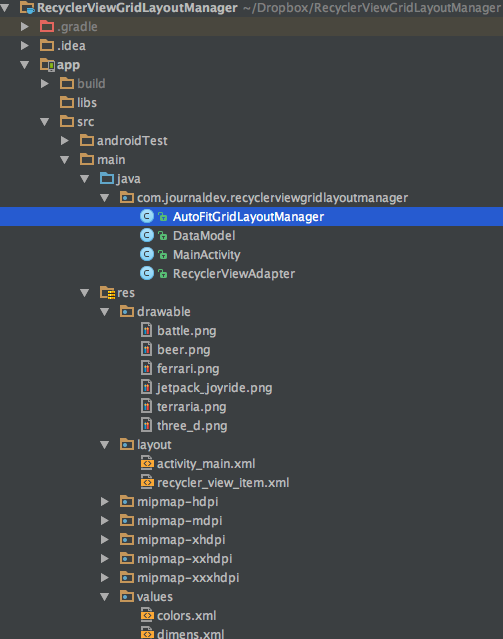 RecyclerViewGridLayoutManager ~/Dropbox/RecyclerViewGridLayoutManager
.gradle
.idea
app
build
libs
src
androidTest
main
java
com.journaldev.recyclerviewgridlayoutmanager
AutoFitGridLayoutManager
DataModel
MainActivity
RecyclerViewAdapter
res
drawable
battle.png
beer.png
ferrari.png
jetpack_joyride.png
terraria.png
three_d.png
layout
activity_main.xml
recycler_view_item.xml
mipmap-hdpi
mipmap-mdpi
mipmap-xhdpi
mipmap-xxhdpi
mipmap-xxxhdpi
values
colors.xml
dimens.xml